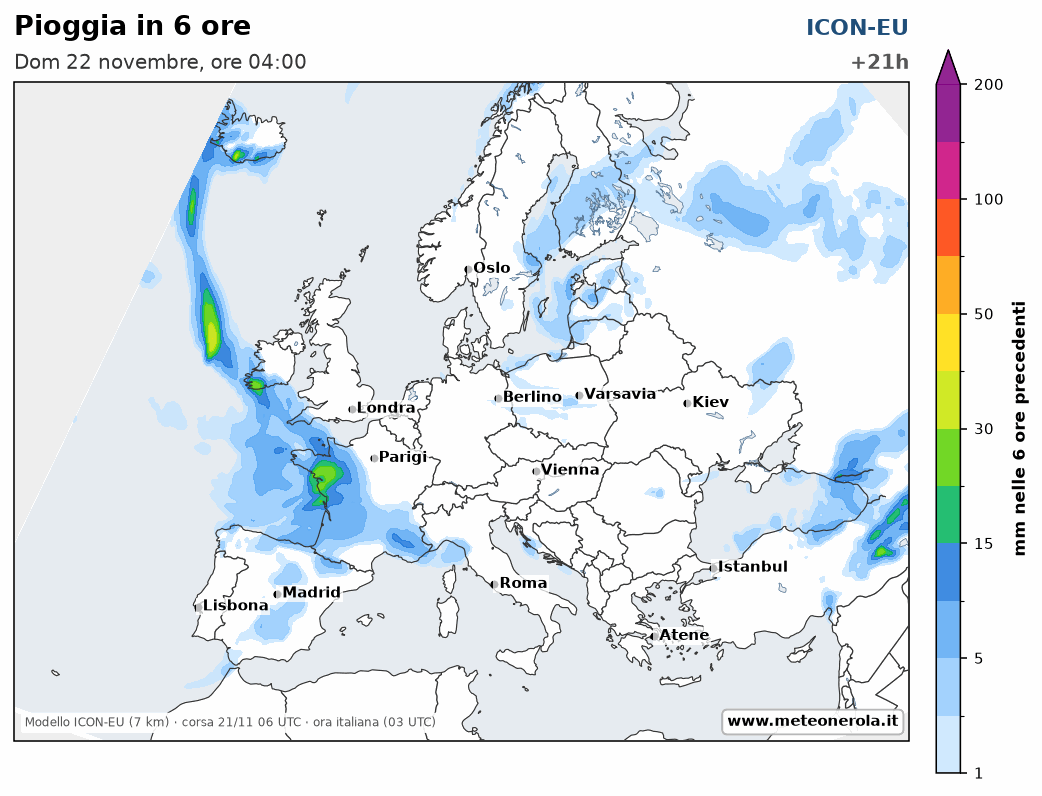 Pioggia in 6 ore
ICON-EU
Dom 22 novembre, ore 04:00
+21h
200
100
50
30
15
5
1
mm nelle 6 ore precedenti
Oslo
Berlino
Varsavia
Kiev
Londra
Parigi
Vienna
Istanbul
Roma
Madrid
Lisbona
Atene
Modello ICON-EU (7 km) · corsa 21/11 06 UTC · ora italiana (03 UTC)
www.meteonerola.it